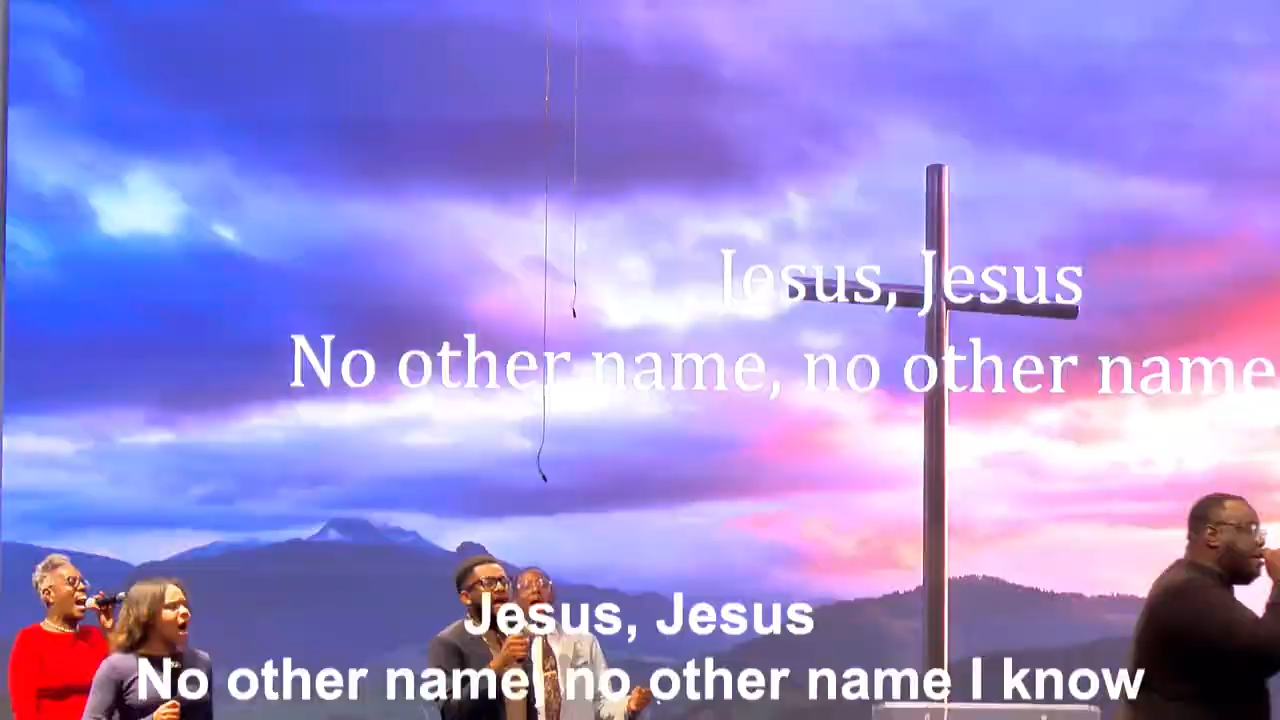 Jesus, Jesus
No other name, no other name
Jesus, Jesus
No other name, no other name I know